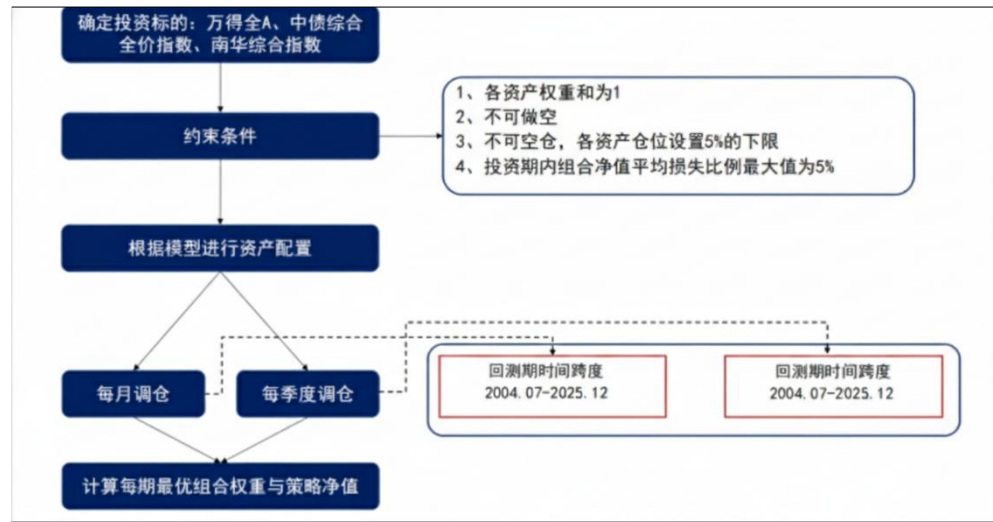 确定投资标的：万得全A、中债综合
全价指数、南华综合指数
约束条件
1、各资产权重和为1
2、不可做空
3、不可空仓，各资产仓位设置5%的下限
4、投资期内组合净值平均损失比例最大值为5%
根据模型进行资产配置
每月调仓
每季度调仓
回测期时间跨度
2004.07-2025.12
回测期时间跨度
2004.07-2025.12
计算每期最优组合权重与策略净值